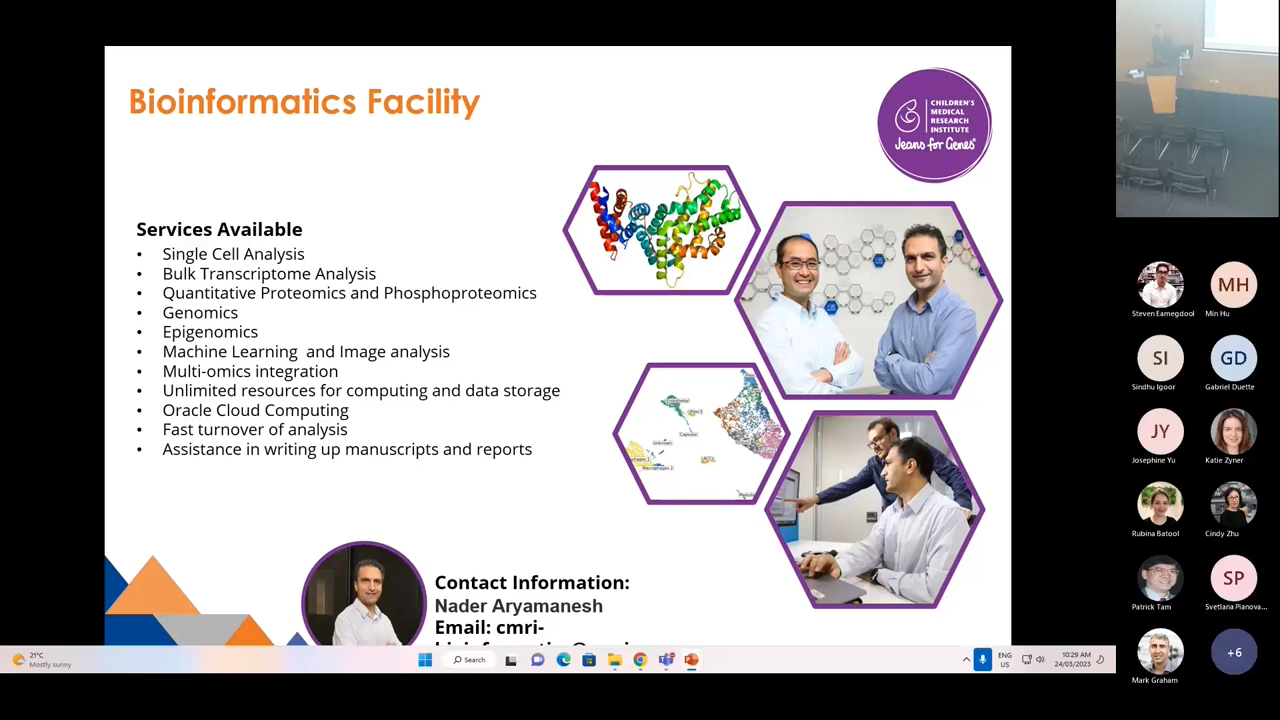 Bioinformatics Facility
CHILDREN'S
MEDICAL
RESEARCH
INSTITUTE
Jeans for Genes
Services Available
• Single Cell Analysis
• Bulk Transcriptome Analysis
• Quantitative Proteomics and Phosphoproteomics
• Genomics
• Epigenomics
• Machine Learning and Image analysis
• Multi-omics integration
• Unlimited resources for computing and data storage
• Oracle Cloud Computing
• Fast turnover of analysis
• Assistance in writing up manuscripts and reports
Capsular
Unknown
Contact Information:
Nader Aryamanesh
Email: cmri-
MH
Steven Eamegdool
Min Hu
SI
GD
Sindhu Igoor
Gabriel Duette
JY
Josephine Yu
Katie Zyner
Rubina Batool
Cindy Zhu
SP
Patrick Tam
Svetlana Pianova...
+6
Mark Graham
21°C
Mostly sunny
Search
ENG
US
10:29 AM
24/03/2023